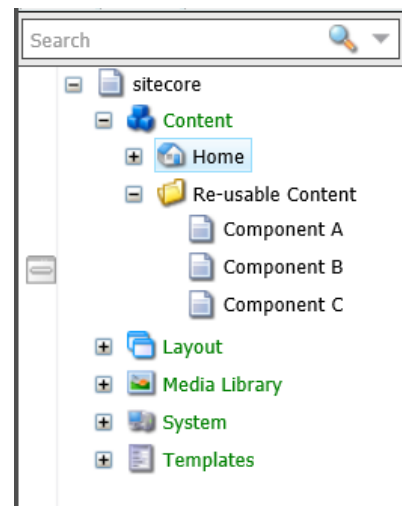 Search
sitecore
Content
Home
Re-usable Content
Component A
Component B
Component C
Layout
Media Library
System
Templates